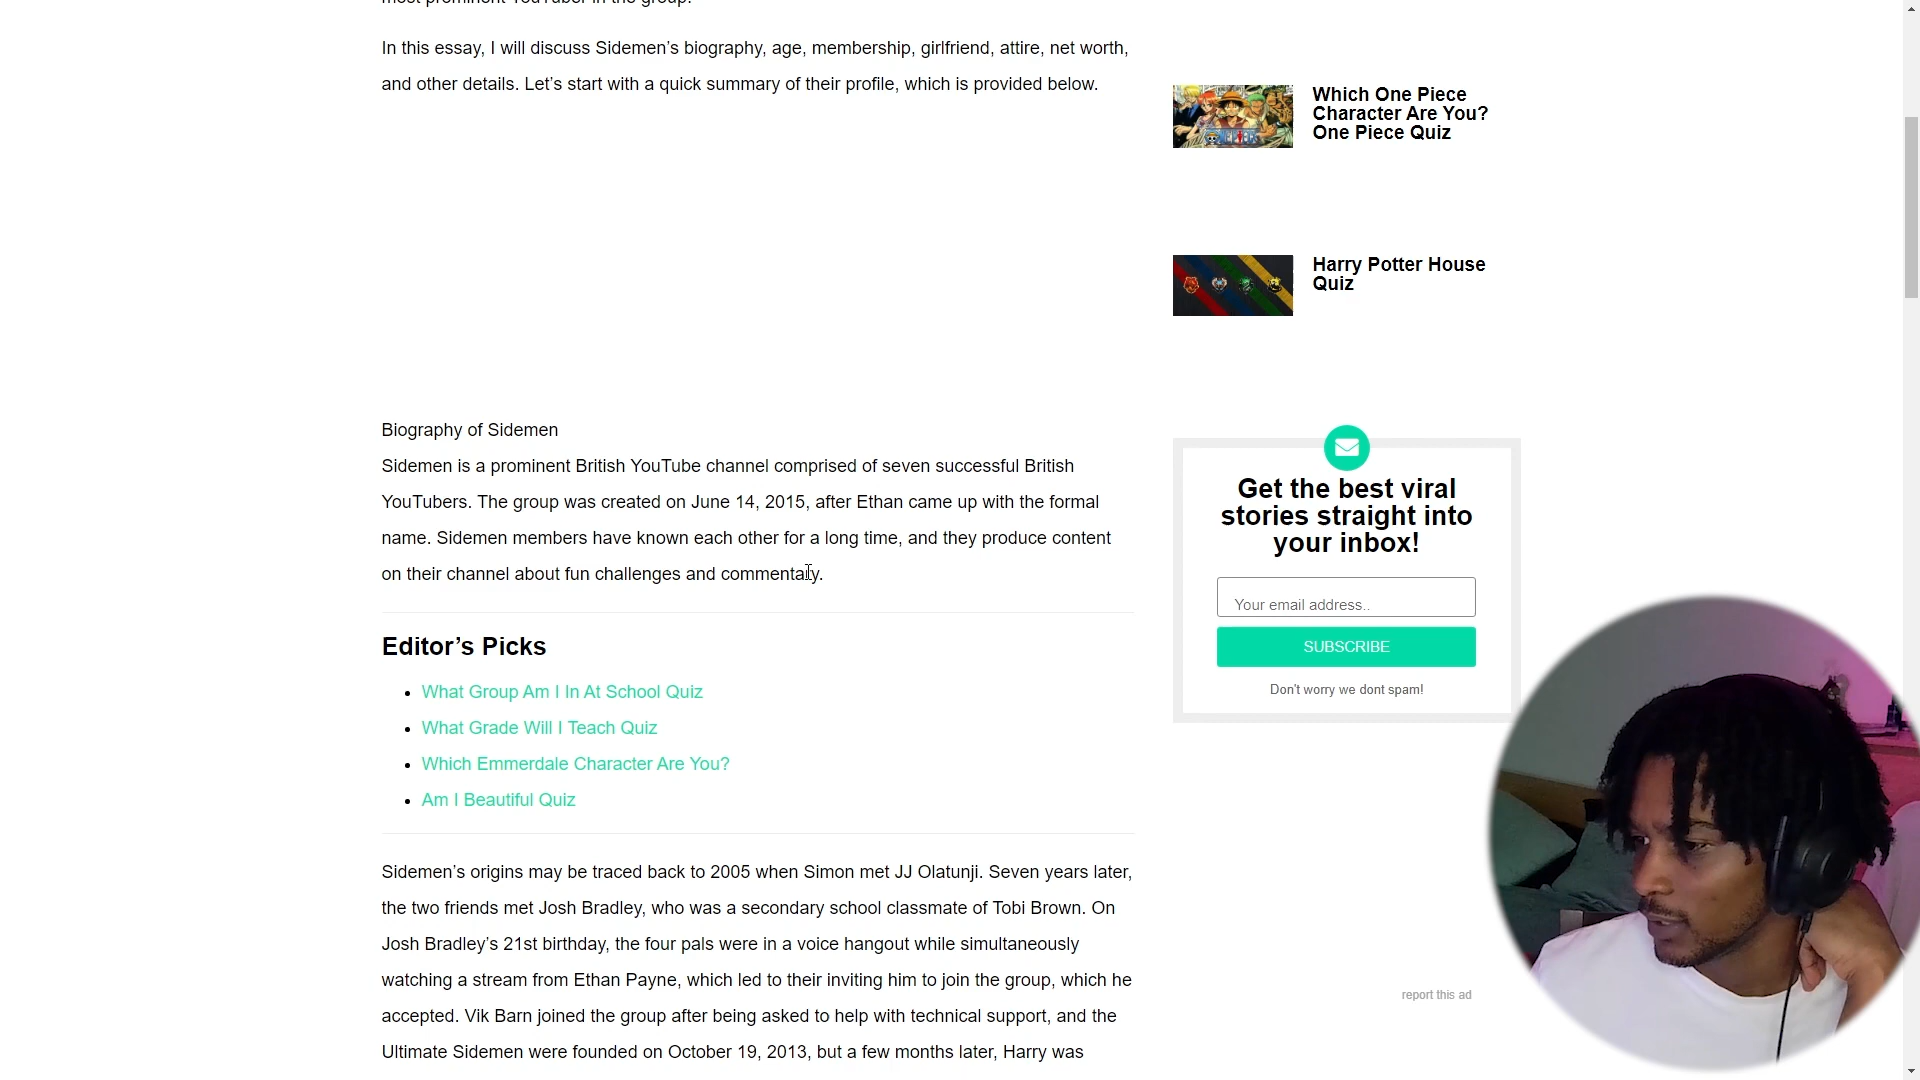 In this essay, I will discuss Sidemen’s biography, age, membership, girlfriend, attire, net worth,
and other details. Let’s start with a quick summary of their profile, which is provided below.
Which One Piece
Character Are You?
One Piece Quiz
Harry Potter House
Quiz
Biography of Sidemen
Sidemen is a prominent British YouTube channel comprised of seven successful British
YouTubers. The group was created on June 14, 2015, after Ethan came up with the formal
name. Sidemen members have known each other for a long time, and they produce content
on their channel about fun challenges and commentary.
Get the best viral
stories straight into
your inbox!
Your email address..
SUBSCRIBE
Don't worry we dont spam!
Editor’s Picks
What Group Am I In At School Quiz
What Grade Will I Teach Quiz
Which Emmerdale Character Are You?
Am I Beautiful Quiz
Sidemen’s origins may be traced back to 2005 when Simon met JJ Olatunji. Seven years later,
the two friends met Josh Bradley, who was a secondary school classmate of Tobi Brown. On
Josh Bradley’s 21st birthday, the four pals were in a voice hangout while simultaneously
watching a stream from Ethan Payne, which led to their inviting him to join the group, which he
accepted. Vik Barn joined the group after being asked to help with technical support, and the
Ultimate Sidemen were founded on October 19, 2013, but a few months later, Harry was
report this ad